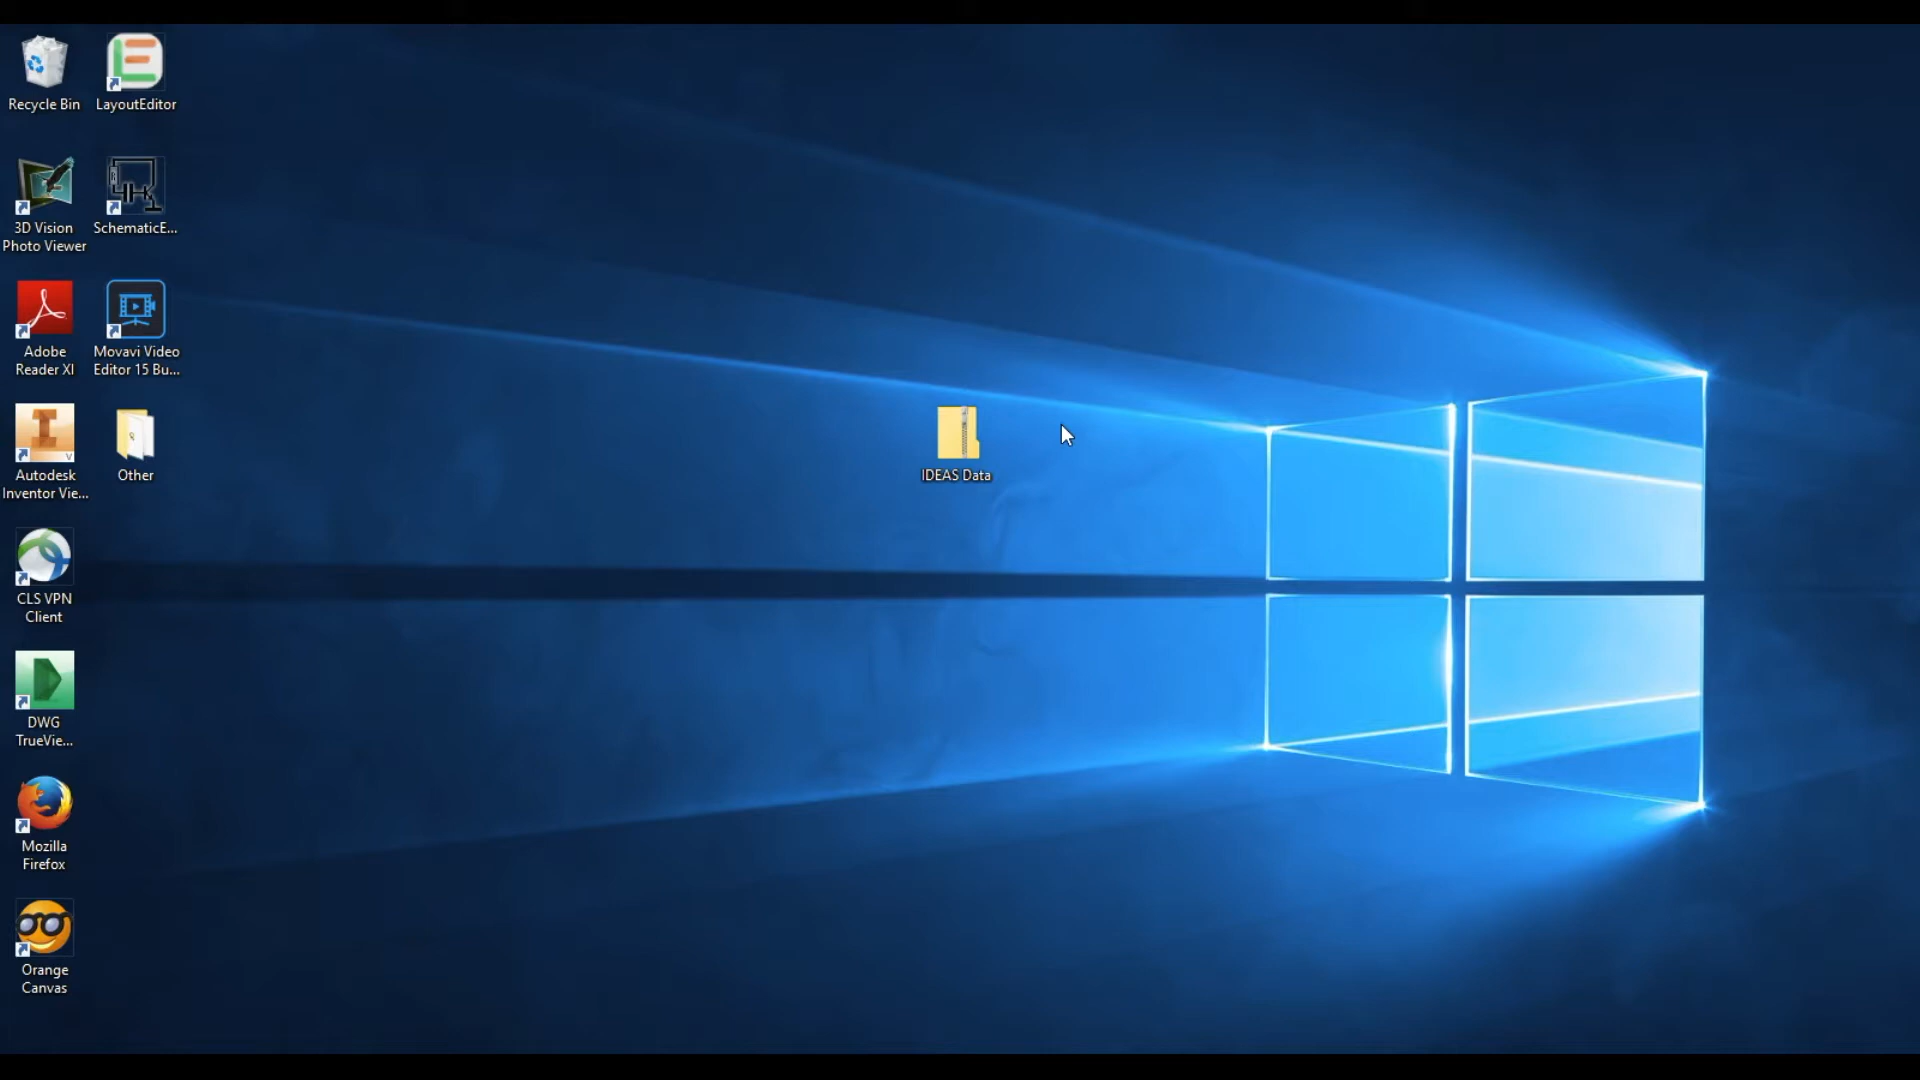 Recycle Bin
LayoutEditor
3D Vision
Photo Viewer
SchematicE...
Adobe
Reader XI
Movavi Video
Editor 15 Bu...
Autodesk
Inventor Vie...
Other
IDEAS Data
CLS VPN
Client
DWG
TrueVie...
Mozilla
Firefox
Orange
Canvas